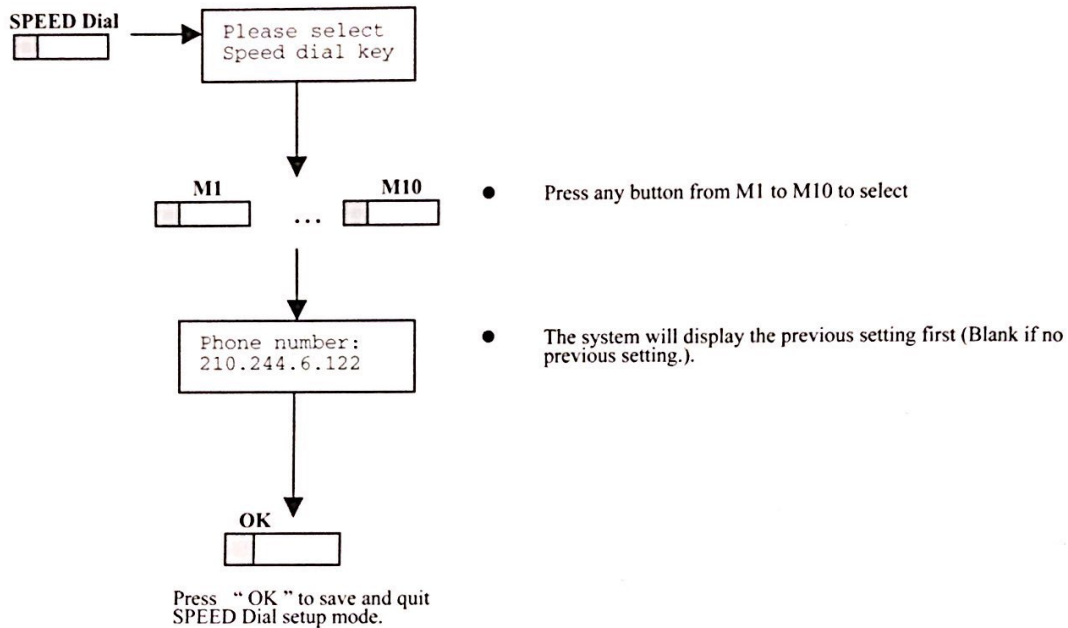 SPEED Dial
Please select
Speed dial key
M1
M10
...
● Press any button from M1 to M10 to select
Phone number:
210.244.6.122
● The system will display the previous setting first (Blank if no
previous setting.).
OK
Press “ OK ” to save and quit
SPEED Dial setup mode.